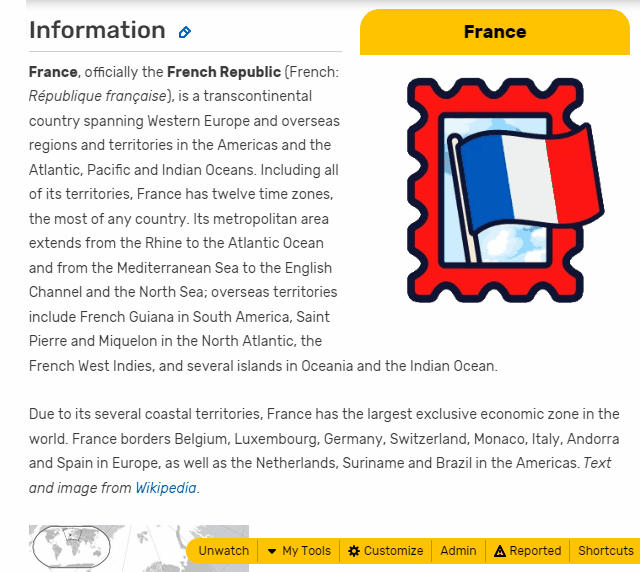 Information
France
France, officially the French Republic (French:
République française), is a transcontinental
country spanning Western Europe and overseas
regions and territories in the Americas and the
Atlantic, Pacific and Indian Oceans. Including all
of its territories, France has twelve time zones,
the most of any country. Its metropolitan area
extends from the Rhine to the Atlantic Ocean
and from the Mediterranean Sea to the English
Channel and the North Sea; overseas territories
include French Guiana in South America, Saint
Pierre and Miquelon in the North Atlantic, the
French West Indies, and several islands in Oceania and the Indian Ocean.
Due to its several coastal territories, France has the largest exclusive economic zone in the
world. France borders Belgium, Luxembourg, Germany, Switzerland, Monaco, Italy, Andorra
and Spain in Europe, as well as the Netherlands, Suriname and Brazil in the Americas. Text
and image from Wikipedia.
Unwatch My Tools Customize Admin Reported Shortcuts